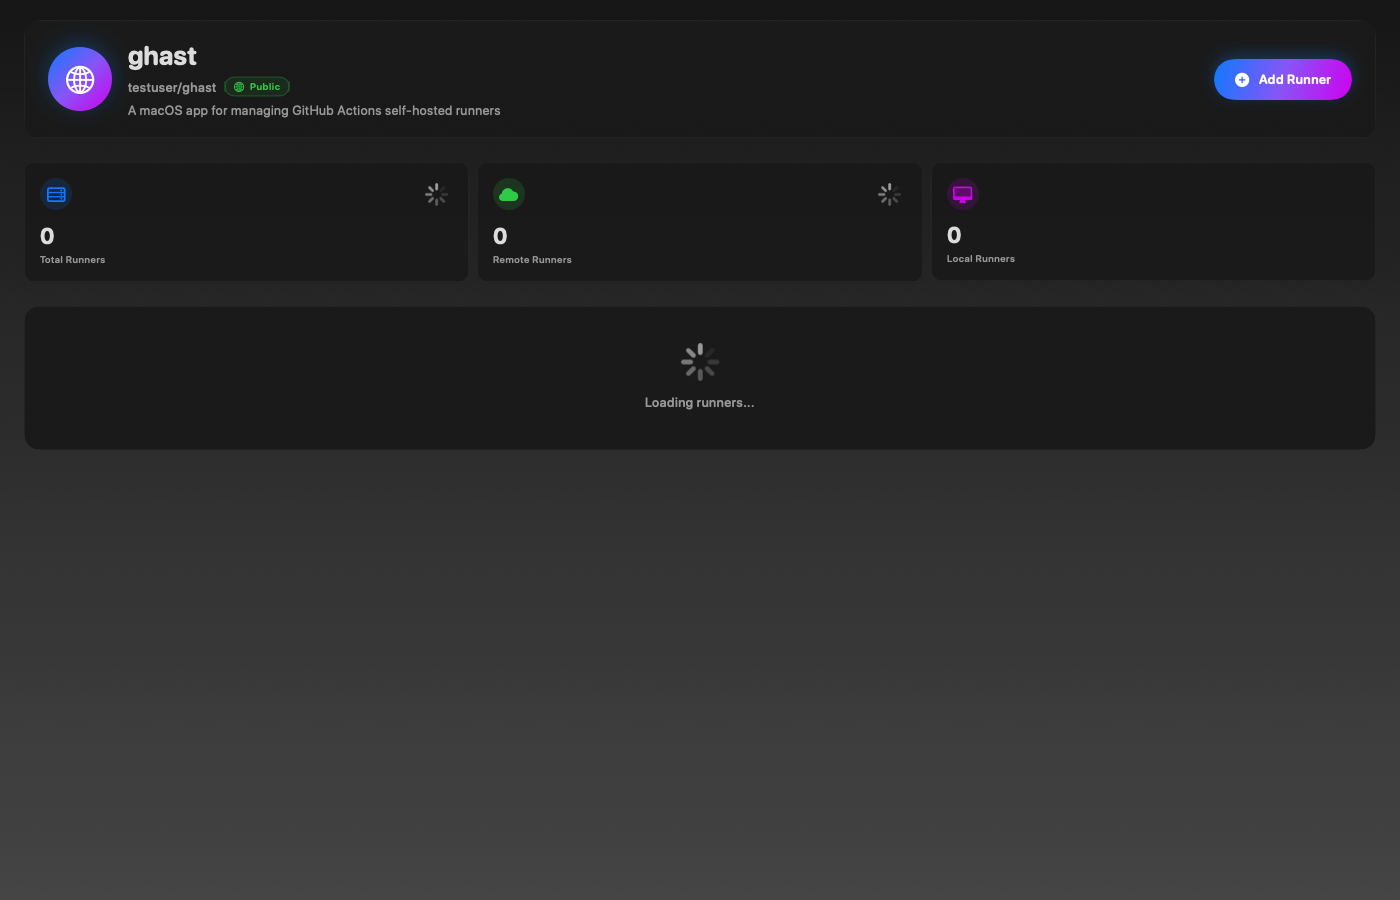 ghast
testuser/ghast Public
A macOS app for managing GitHub Actions self-hosted runners
Add Runner
0
Total Runners
0
Remote Runners
0
Local Runners
Loading runners...